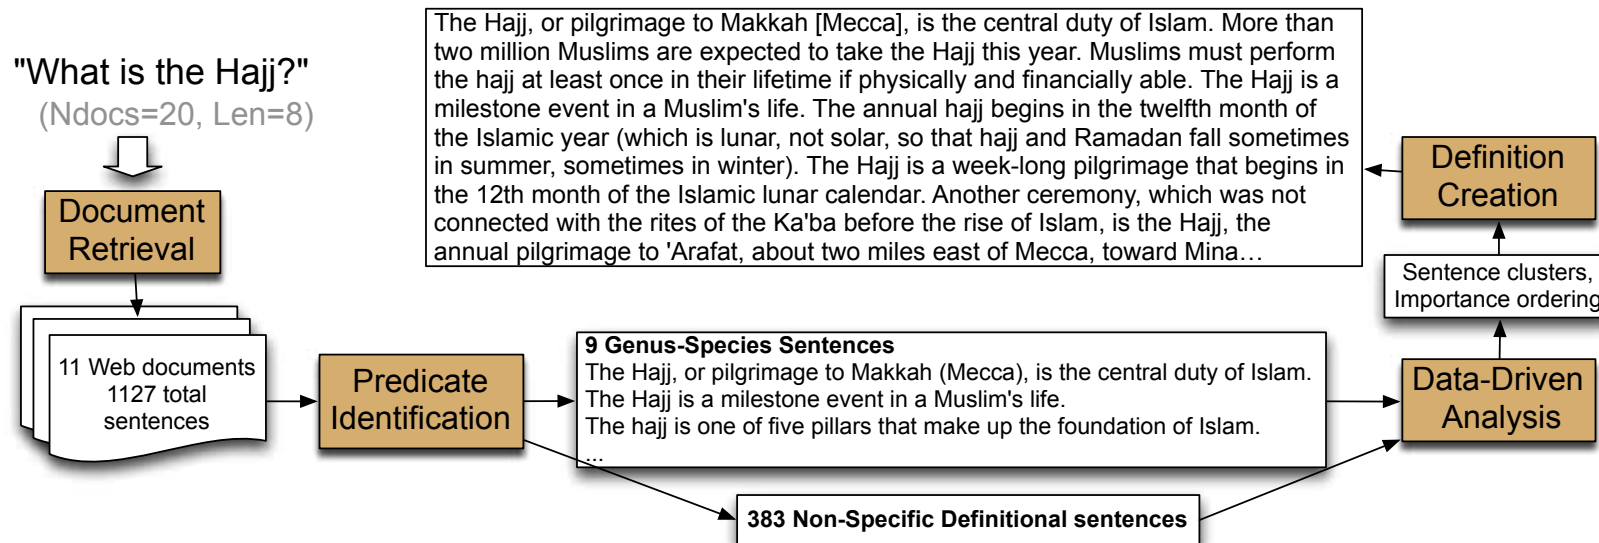 "What is the Hajj?"
(Ndocs=20, Len=8)
Document
Retrieval
11 Web documents
1127 total
sentences
Predicate
Identification
9 Genus-Species Sentences
The Hajj, or pilgrimage to Makkah (Mecca), is the central duty of Islam.
The Hajj is a milestone event in a Muslim's life.
The hajj is one of five pillars that make up the foundation of Islam.
...
383 Non-Specific Definitional sentences
Data-Driven
Analysis
Sentence clusters,
Importance ordering
Definition
Creation
The Hajj, or pilgrimage to Makkah [Mecca], is the central duty of Islam. More than
two million Muslims are expected to take the Hajj this year. Muslims must perform
the hajj at least once in their lifetime if physically and financially able. The Hajj is a
milestone event in a Muslim's life. The annual hajj begins in the twelfth month of
the Islamic year (which is lunar, not solar, so that hajj and Ramadan fall sometimes
in summer, sometimes in winter). The Hajj is a week-long pilgrimage that begins in
the 12th month of the Islamic lunar calendar. Another ceremony, which was not
connected with the rites of the Ka'ba before the rise of Islam, is the Hajj, the
annual pilgrimage to 'Arafat, about two miles east of Mecca, toward Mina…